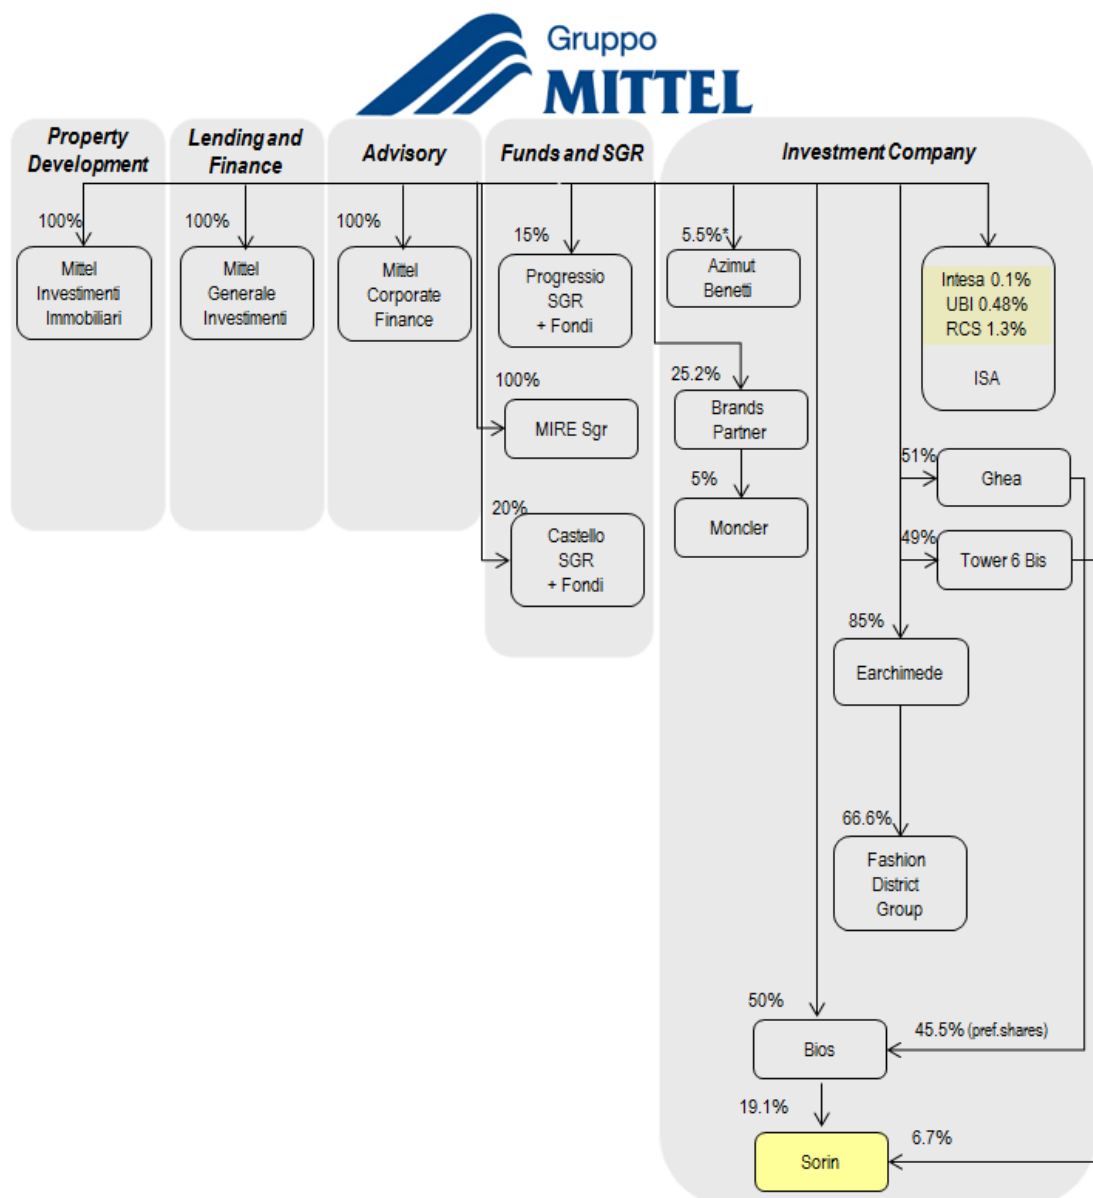 Gruppo
MITTEL
Property
Development
Lending and
Finance
Advisory
Funds and SGR
Investment Company
100%
Mittel
Investimenti
Immobiliari
100%
Mittel
Generale
Investimenti
100%
Mittel
Corporate
Finance
15%
Progressio
SGR
+ Fondi
100%
MIRE Sgr
20%
Castello
SGR
+ Fondi
5.5%*
Azimut
Benetti
25.2%
Brands
Partner
5%
Moncler
Intesa 0.1%
UBI 0.48%
RCS 1.3%
ISA
51%
Ghea
49%
Tower 6 Bis
85%
Earchimede
66.6%
Fashion
District
Group
50%
Bios
45.5% (pref.shares)
19.1%
Sorin
6.7%